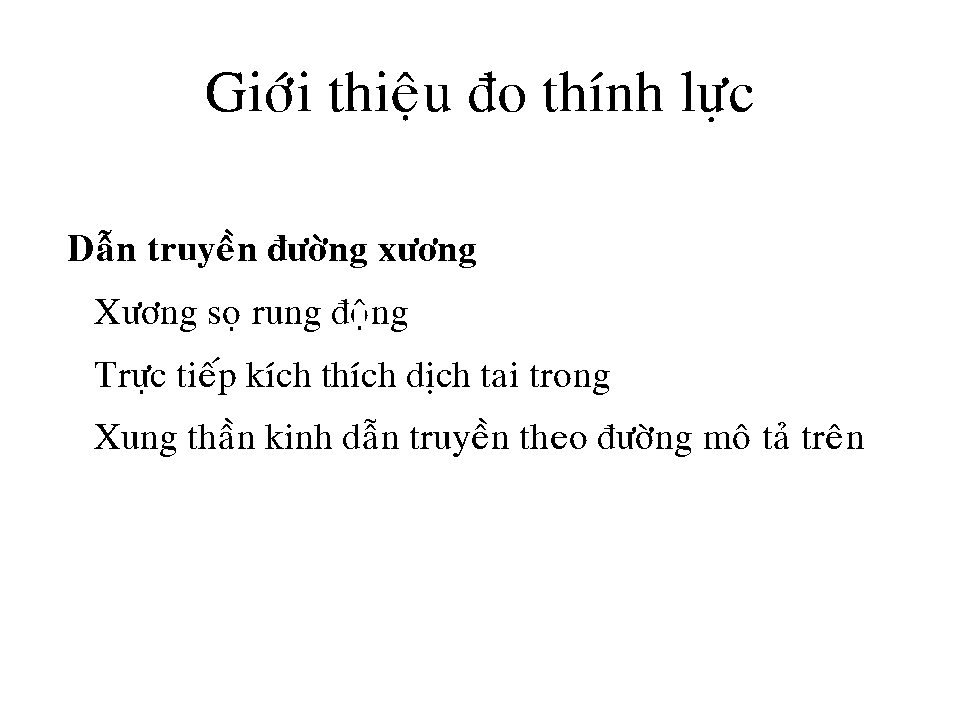 Giới thiệu đo thính lực
Dẫn truyền đường xương
Xương sọ rung động
Trực tiếp kích thích dịch tai trong
Xung thần kinh dẫn truyền theo đường mô tả trên